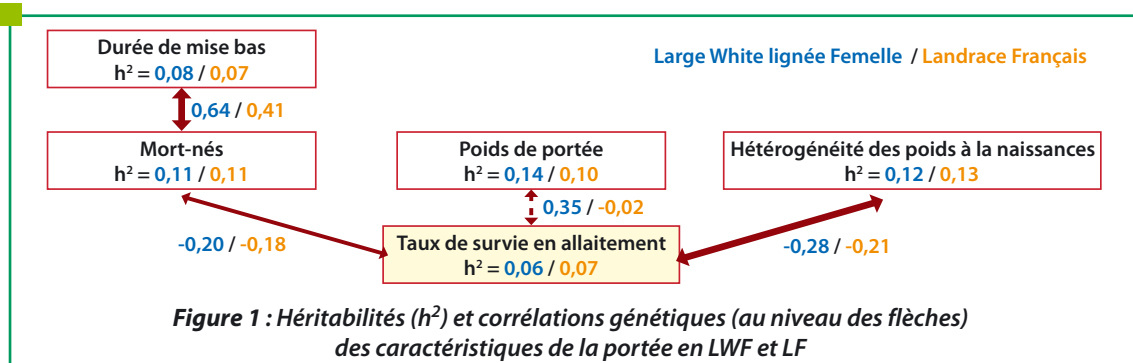 Durée de mise bas
h² = 0,08 / 0,07
Large White lignée Femelle / Landrace Français
0,64 / 0,41
Mort-nés
h² = 0,11 / 0,11
Poids de portée
h² = 0,14 / 0,10
Hétérogénéité des poids à la naissances
h² = 0,12 / 0,13
0,35 / -0,02
-0,20 / -0,18
Taux de survie en allaitement
h² = 0,06 / 0,07
-0,28 / -0,21
Figure 1 : Héritabilités (h²) et corrélations génétiques (au niveau des flèches)
des caractéristiques de la portée en LWF et LF